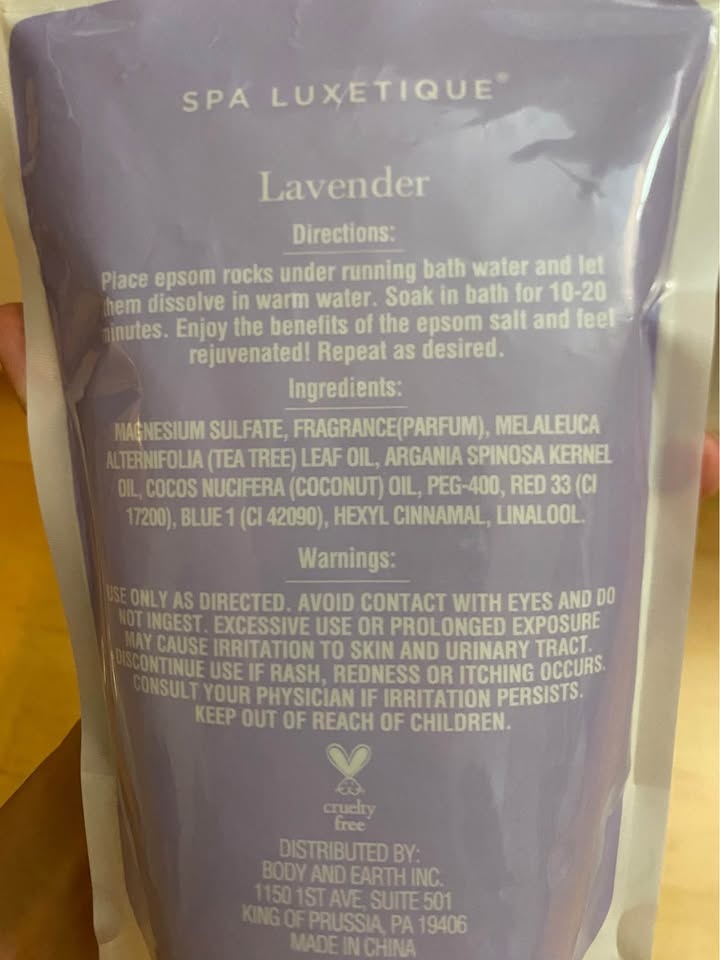 SPA LUXETIQUE®
Lavender
Directions:
Place epsom rocks under running bath water and let
them dissolve in warm water. Soak in bath for 10-20
minutes. Enjoy the benefits of the epsom salt and feel
rejuvenated! Repeat as desired.
Ingredients:
MAGNESIUM SULFATE, FRAGRANCE(PARFUM), MELALEUCA
ALTERNIFOLIA (TEA TREE) LEAF OIL, ARGANIA SPINOSA KERNEL
OIL, COCOS NUCIFERA (COCONUT) OIL, PEG-400, RED 33 (CI
17200), BLUE 1 (CI 42090), HEXYL CINNAMAL, LINALOOL.
Warnings:
USE ONLY AS DIRECTED. AVOID CONTACT WITH EYES AND DO
NOT INGEST. EXCESSIVE USE OR PROLONGED EXPOSURE
MAY CAUSE IRRITATION TO SKIN AND URINARY TRACT.
DISCONTINUE USE IF RASH, REDNESS OR ITCHING OCCURS.
CONSULT YOUR PHYSICIAN IF IRRITATION PERSISTS.
KEEP OUT OF REACH OF CHILDREN.
cruelty
free
DISTRIBUTED BY:
BODY AND EARTH INC.
1150 1ST AVE, SUITE 501
KING OF PRUSSIA, PA 19406
MADE IN CHINA